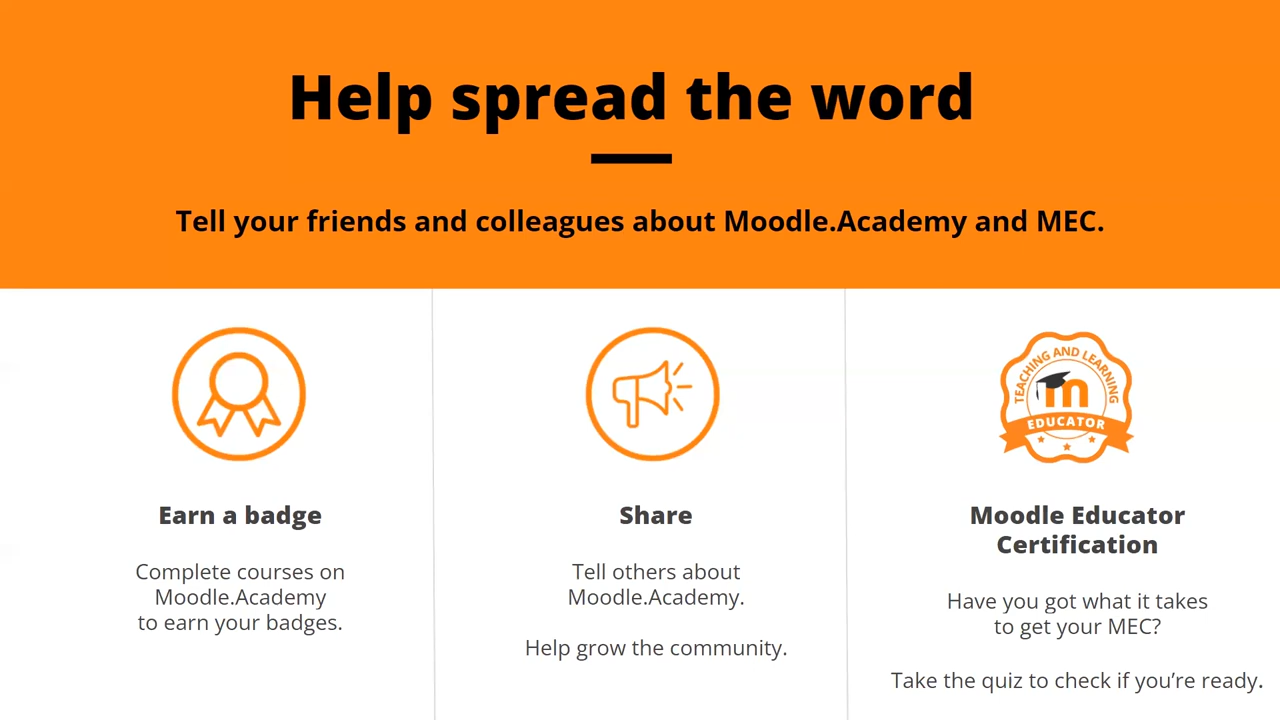 Help spread the word
Tell your friends and colleagues about Moodle.Academy and MEC.
Earn a badge
Complete courses on
Moodle.Academy
to earn your badges.
Share
Tell others about
Moodle.Academy.
Help grow the community.
TEACHING AND LEARNING
m
EDUCATOR
Moodle Educator
Certification
Have you got what it takes
to get your MEC?
Take the quiz to check if you’re ready.